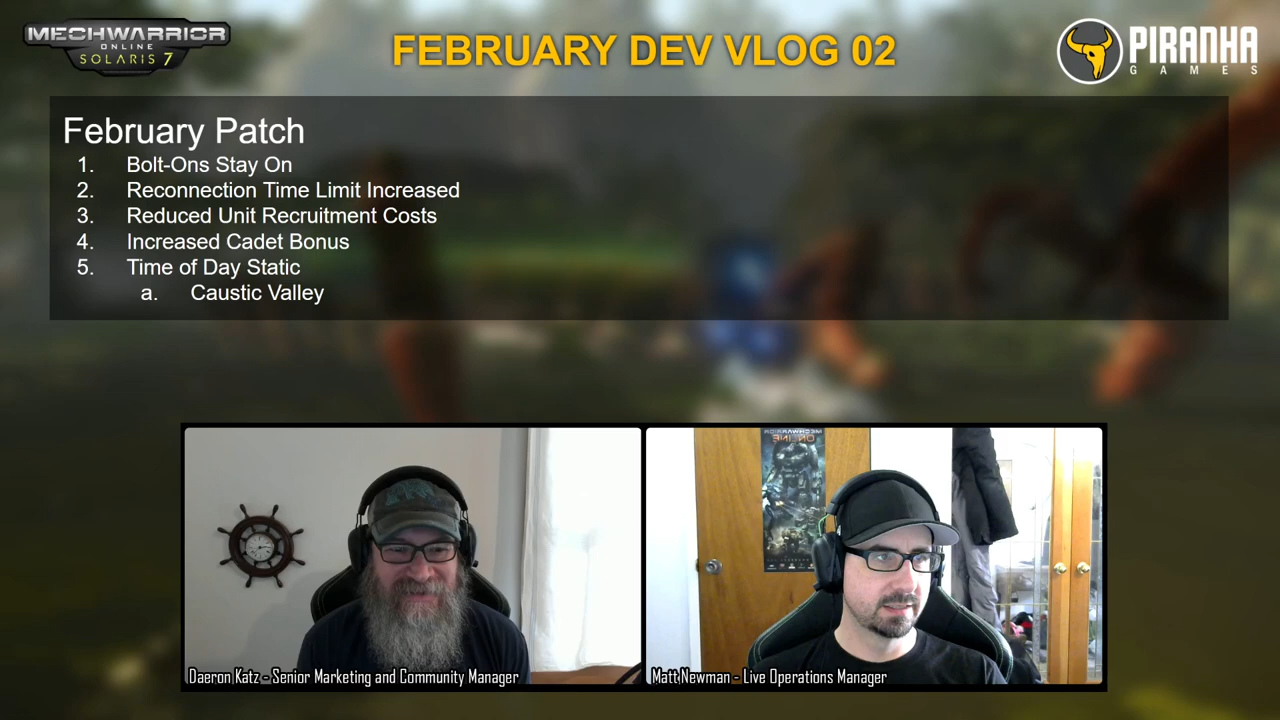 MECHWARRIOR
ONLINE
SOLARIS 7
FEBRUARY DEV VLOG 02
PIRANHA
GAMES
February Patch
1. Bolt-Ons Stay On
2. Reconnection Time Limit Increased
3. Reduced Unit Recruitment Costs
4. Increased Cadet Bonus
5. Time of Day Static
a. Caustic Valley
MECHWARRIOR
ONLINE
Daeron Katz - Senior Marketing and Community Manager
Matt Newman - Live Operations Manager